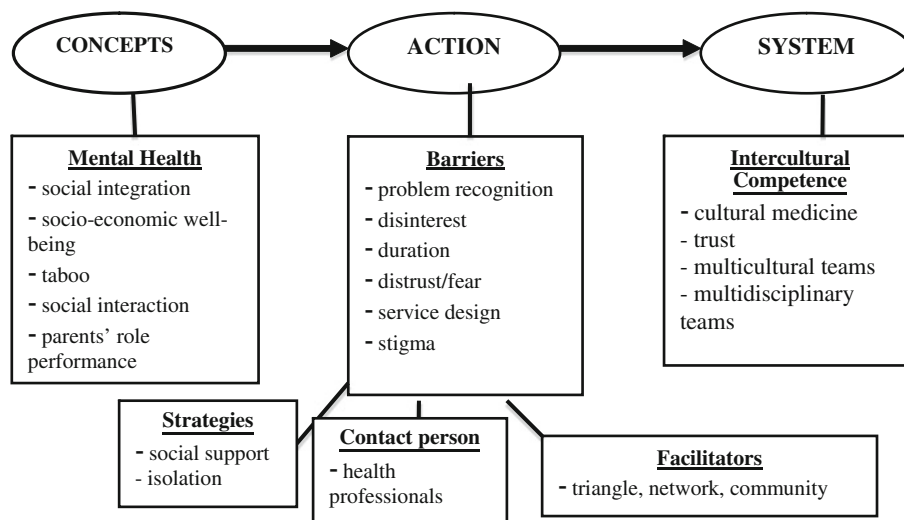 CONCEPTS
ACTION
SYSTEM
Mental Health
- social integration
- socio-economic well-
being
- taboo
- social interaction
- parents’ role
performance
Barriers
- problem recognition
- disinterest
- duration
- distrust/fear
- service design
- stigma
Intercultural
Competence
- cultural medicine
- trust
- multicultural teams
- multidisciplinary
teams
Strategies
- social support
- isolation
Contact person
- health
professionals
Facilitators
- triangle, network, community